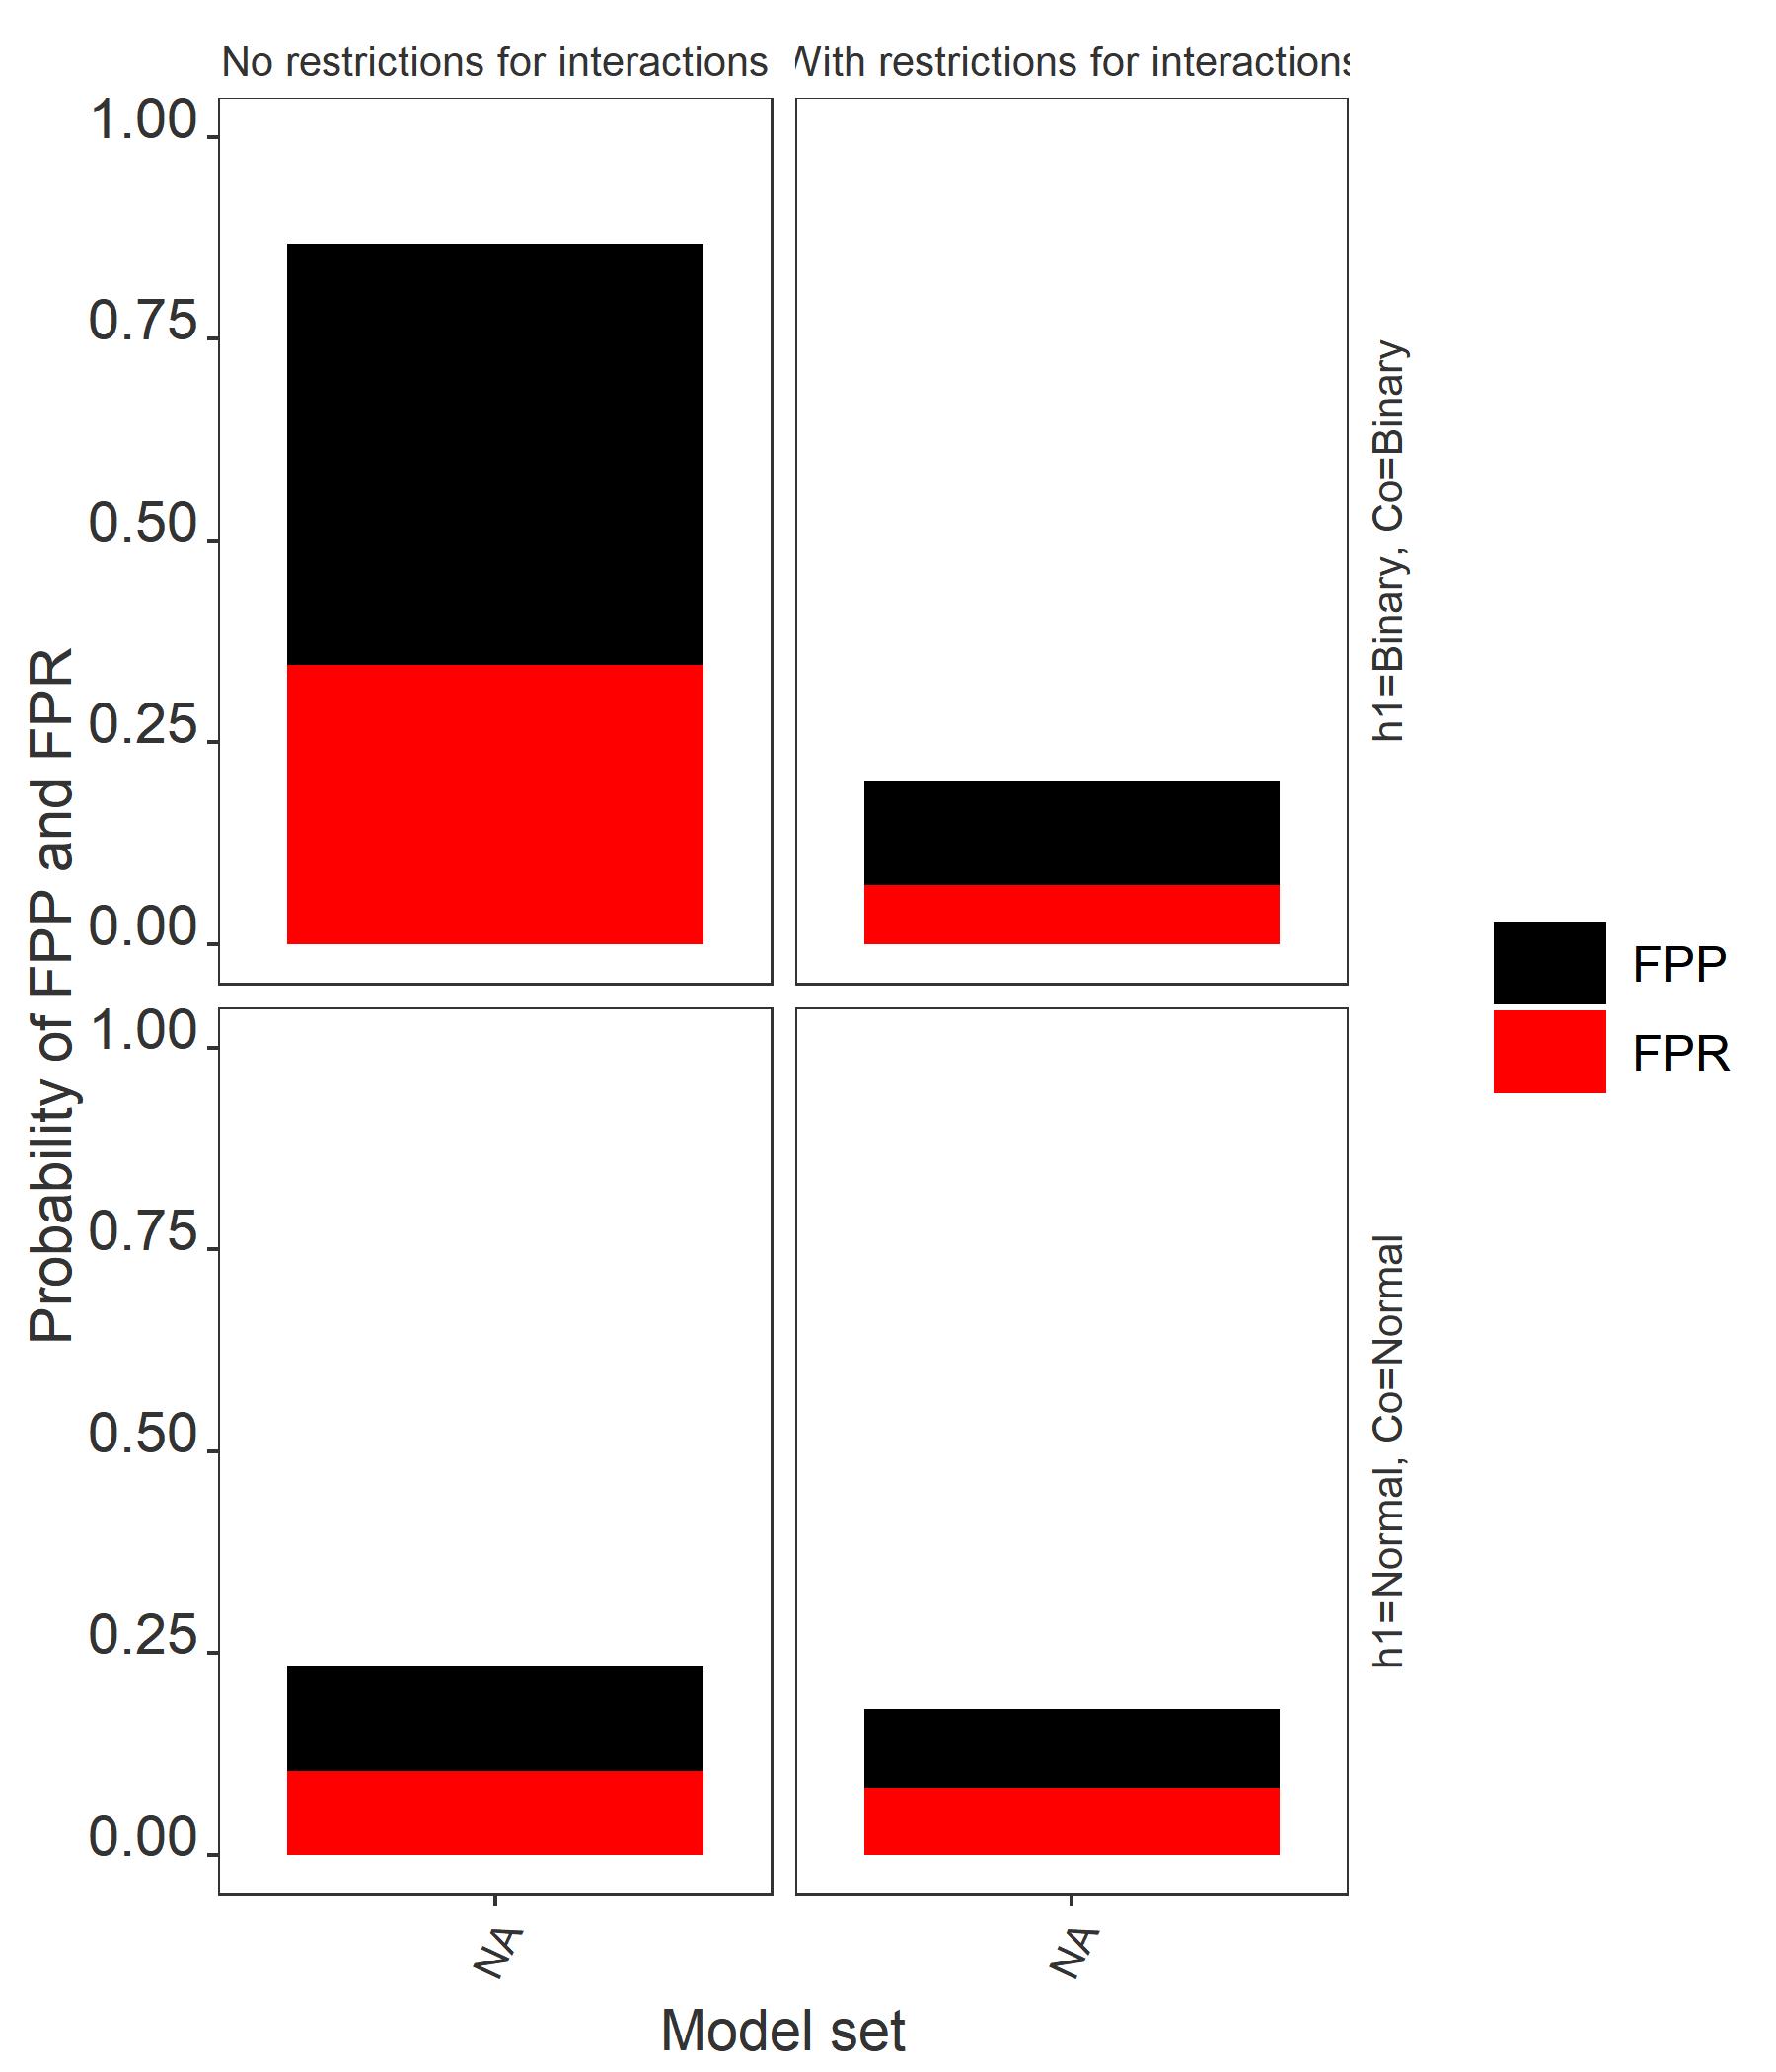 No restrictions for interactions
With restrictions for interactions
1.00
0.75
0.50
0.25
0.00
h1=Binary, Co=Binary
1.00
0.75
0.50
0.25
0.00
h1=Normal, Co=Normal
Probability of FPP and FPR
FPP
FPR
NA
NA
Model set